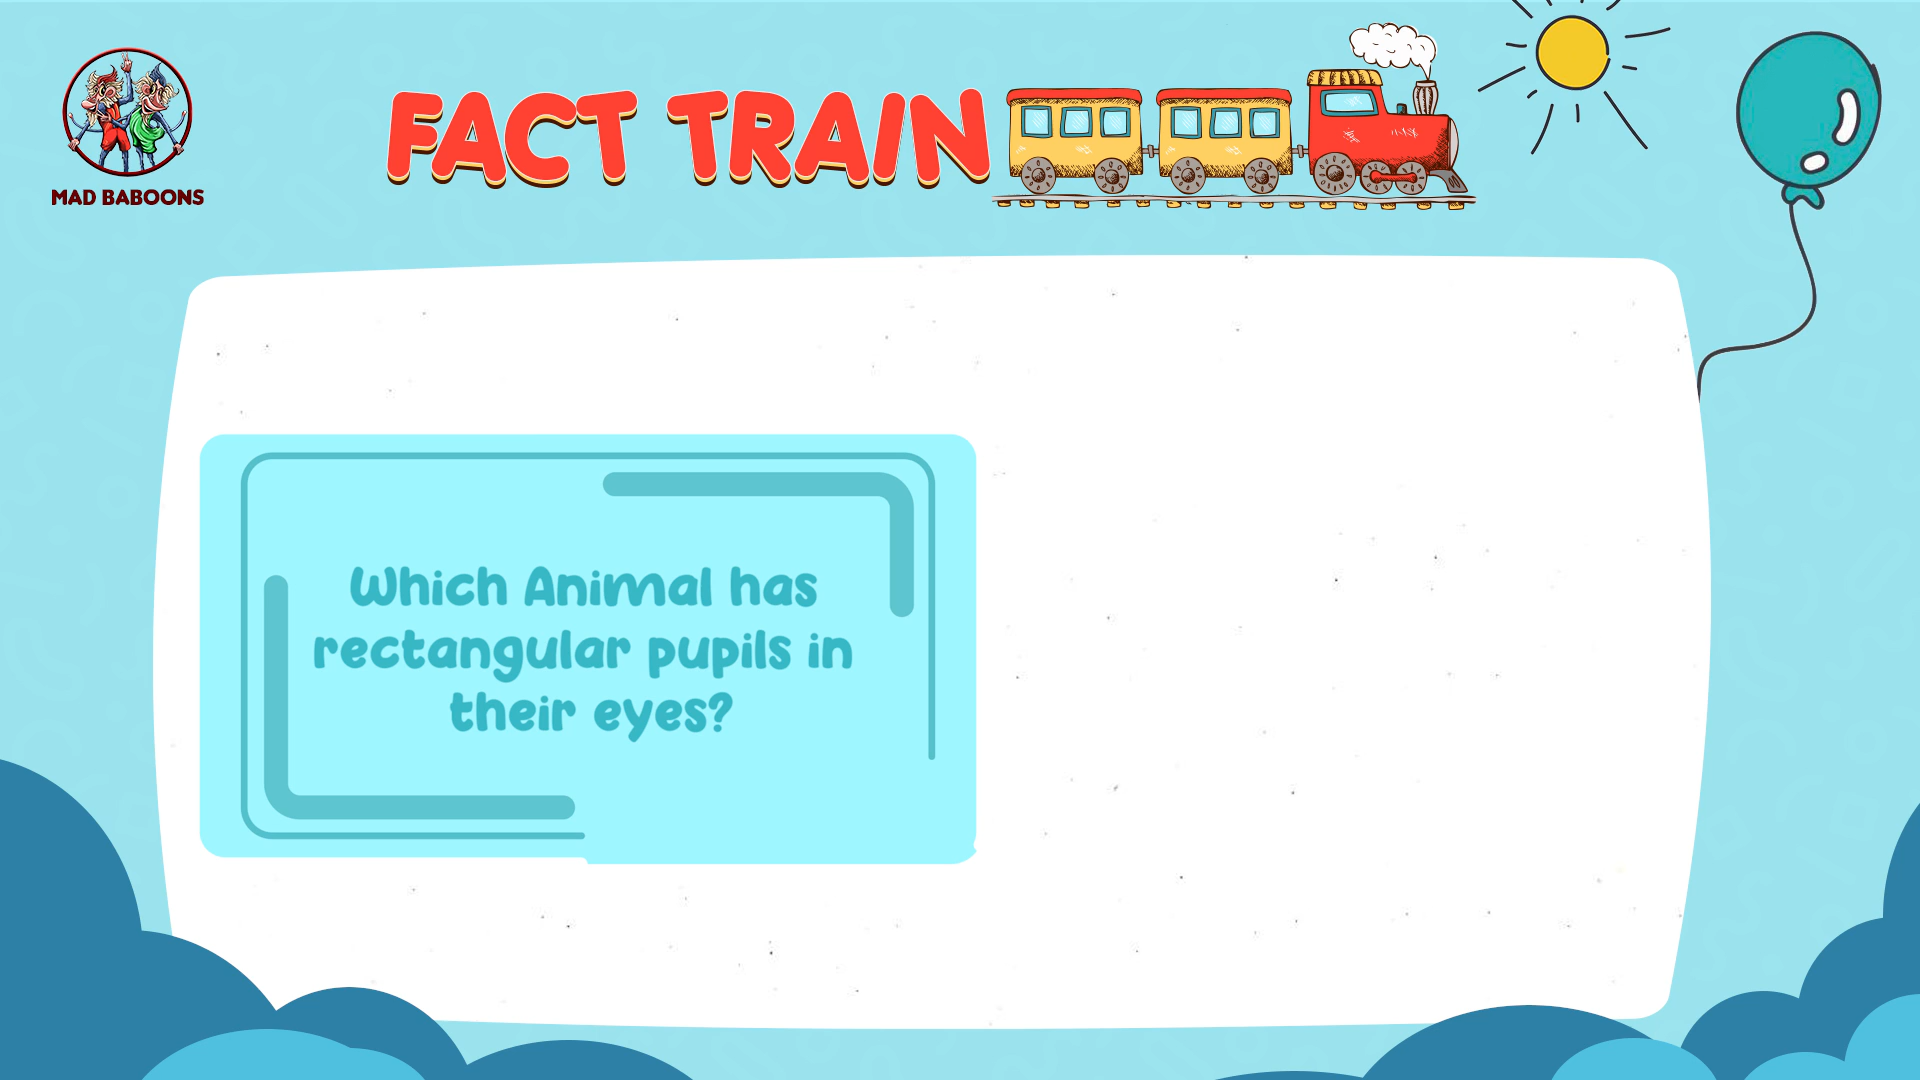 FACT TRAIN
MAD BABOONS
Which Animal has
rectangular pupils in
their eyes?